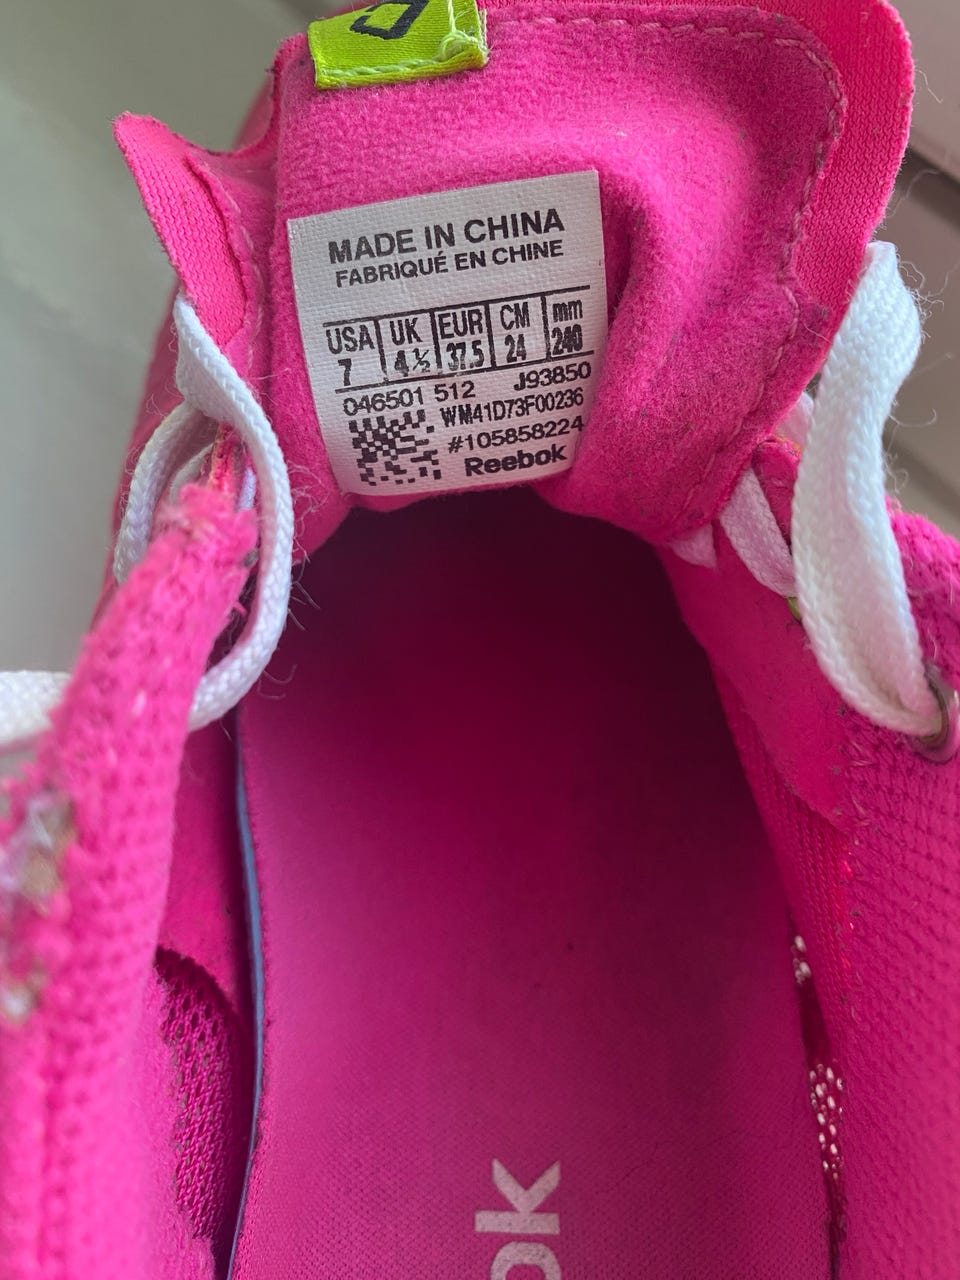 MADE IN CHINA
FABRIQUÉ EN CHINE
USA UK EUR CM mm
7 4½ 37.5 24 240
046501 512 J93850
WM41D73F00236
#105858224
Reebok
ok